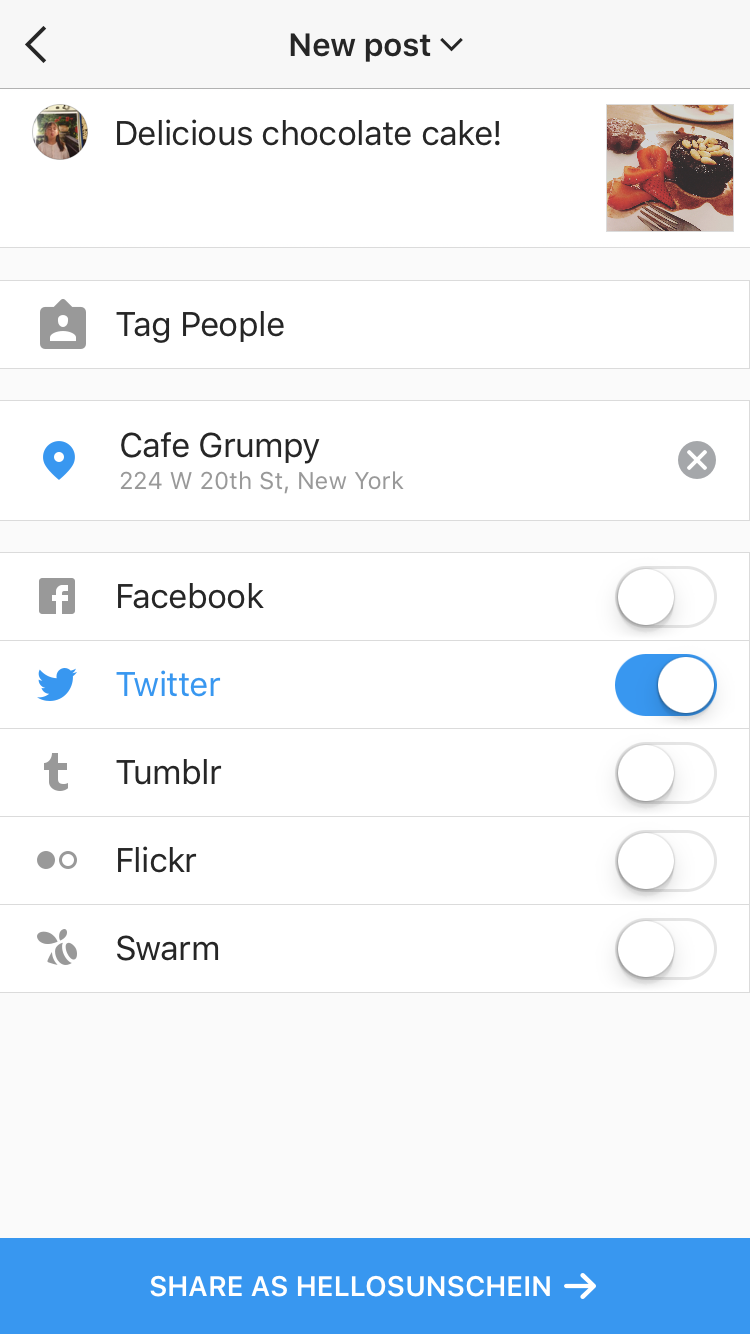 New post
Delicious chocolate cake!
Tag People
Cafe Grumpy
224 W 20th St, New York
Facebook
Twitter
Tumblr
Flickr
Swarm
SHARE AS HELLOSUNSCHEIN